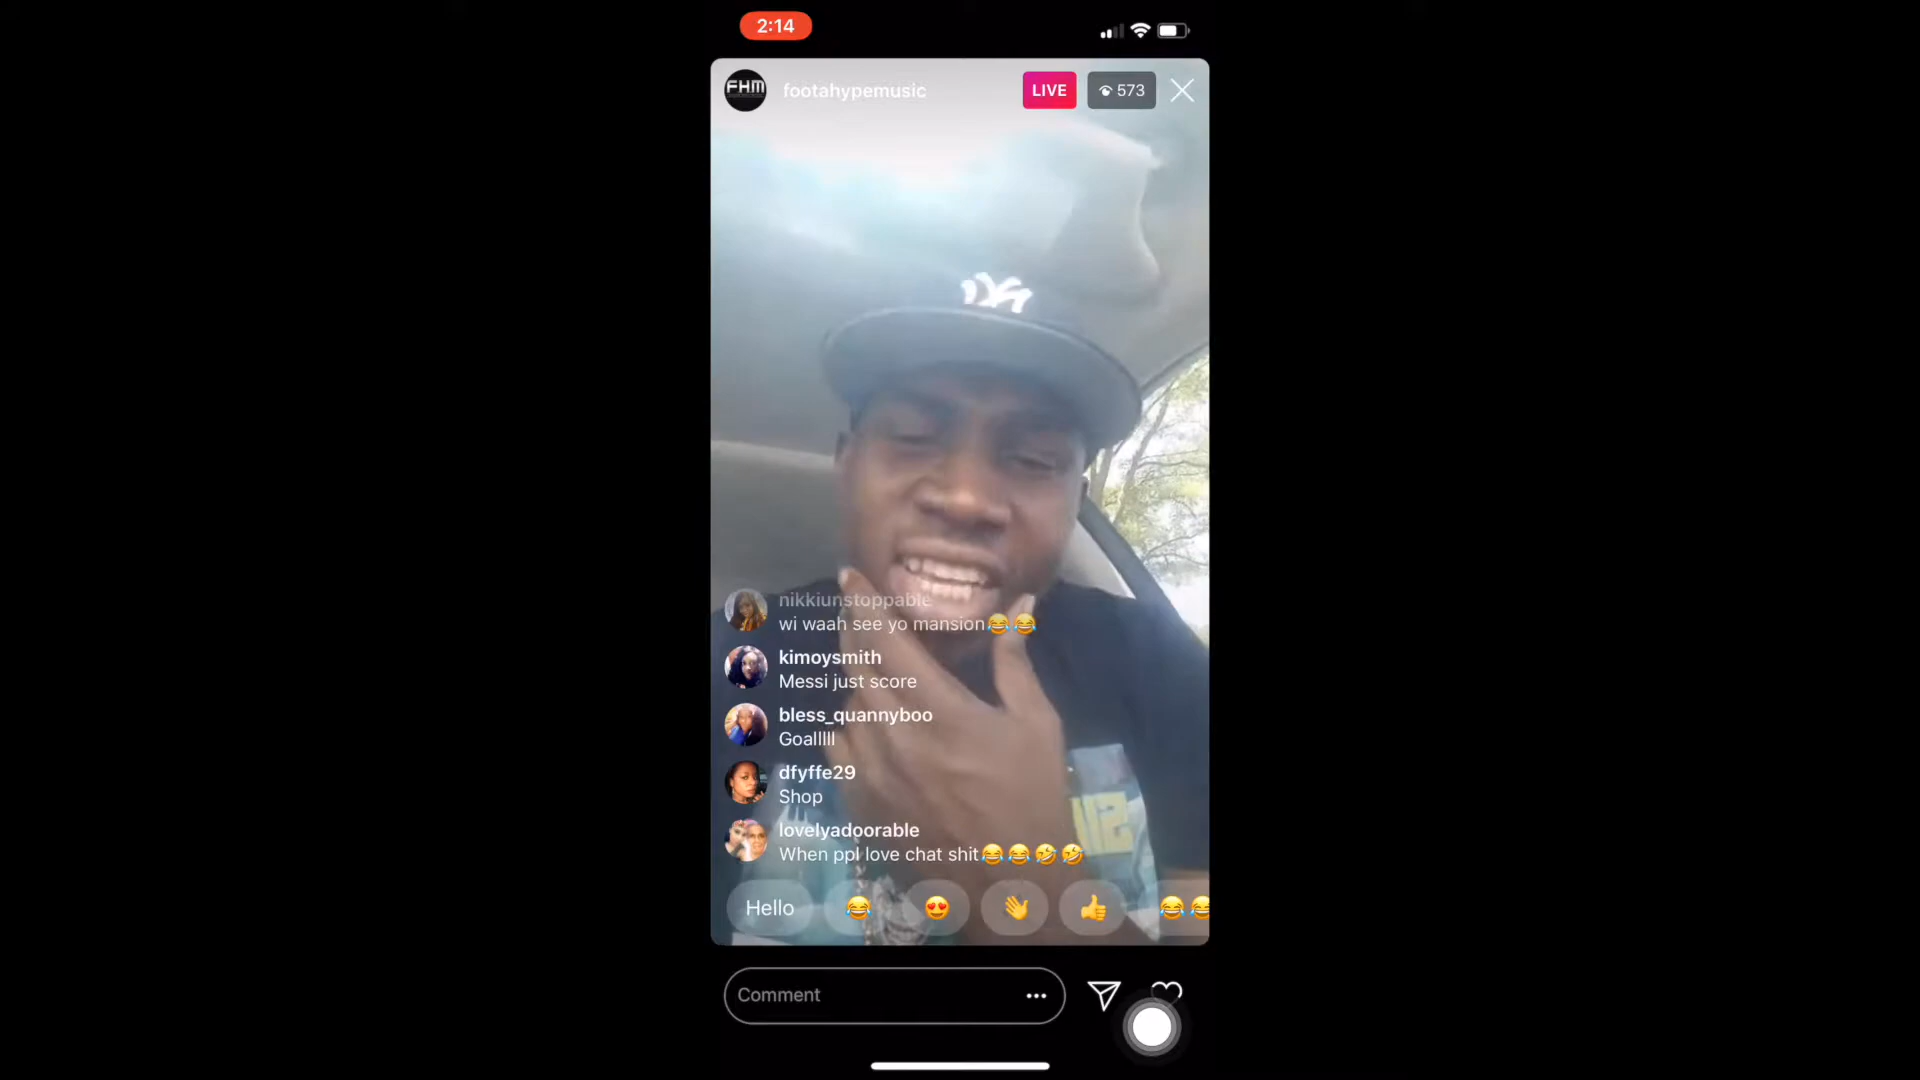 2:14
FHM
footahypemusic
LIVE
573
nikkiunstoppable
wi waah see yo mansion😂😂
kimoysmith
Messi just score
bless_quannyboo
Goalllll
dfyffe29
Shop
lovelyadoorable
When ppl love chat shit😂😂🤣🤣
Hello
Comment